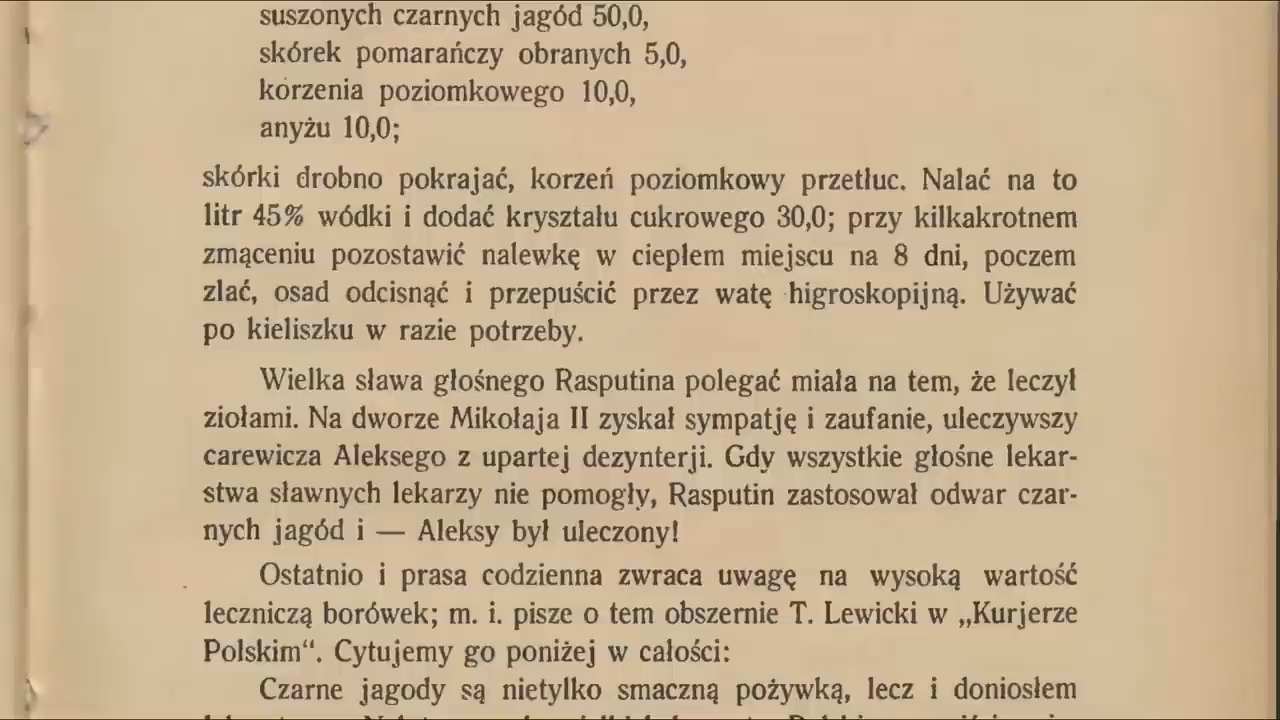 suszonych czarnych jagód 50,0,
skórek pomarańczy obranych 5,0,
korzenia poziomkowego 10,0,
anyżu 10,0;
skórki drobno pokrajać, korzeń poziomkowy przetłuc. Nalać na to
litr 45% wódki i dodać kryształu cukrowego 30,0; przy kilkakrotnem
zmąceniu pozostawić nalewkę w ciepłem miejscu na 8 dni, poczem
zlać, osad odcisnąć i przepuścić przez watę higroskopijną. Używać
po kieliszku w razie potrzeby.
Wielka sława głośnego Rasputina polegać miała na tem, że leczył
ziołami. Na dworze Mikołaja II zyskał sympatję i zaufanie, uleczywszy
carewicza Aleksego z upartej dezynterji. Gdy wszystkie głośne lekar-
stwa sławnych lekarzy nie pomogły, Rasputin zastosował odwar czar-
nych jagód i — Aleksy był uleczony!
Ostatnio i prasa codzienna zwraca uwagę na wysoką wartość
leczniczą borówek; m. i. pisze o tem obszernie T. Lewicki w „Kurjerze
Polskim“. Cytujemy go poniżej w całości:
Czarne jagody są nietylko smaczną pożywką, lecz i doniosłem